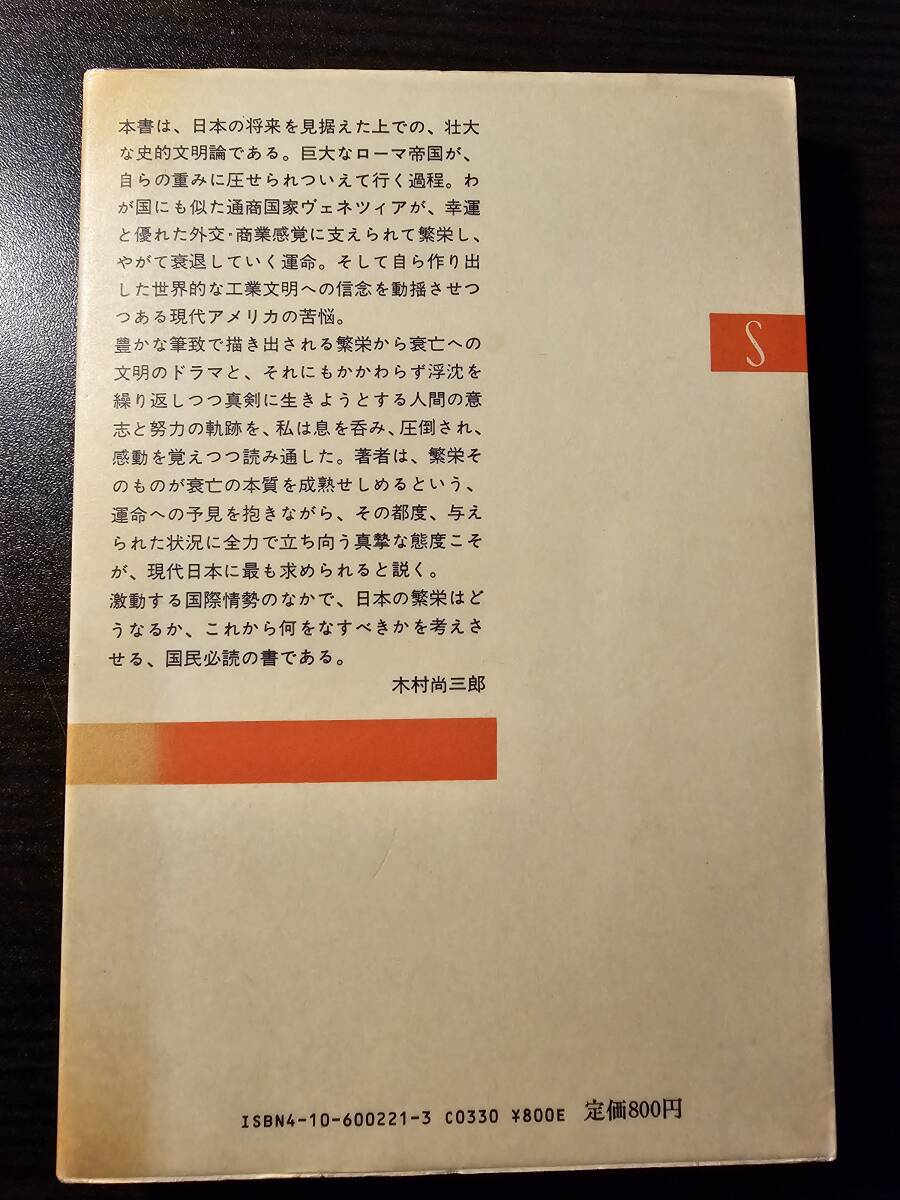 本書は、日本の将来を見据えた上での、壮大
な史的文明論である。巨大なローマ帝国が、
自らの重みに圧せられついえて行く過程。わ
が国にも似た通商国家ヴェネツィアが、幸運
と優れた外交・商業感覚に支えられて繁栄し、
やがて衰退していく運命。そして自ら作り出
した世界的な工業文明への信念を動揺させつ
つある現代アメリカの苦悩。
豊かな筆致で描き出される繁栄から衰亡への
文明のドラマと、それにもかかわらず浮沈を
繰り返しつつ真剣に生きようとする人間の意
志と努力の軌跡を、私は息を呑み、圧倒され、
感動を覚えつつ読み通した。著者は、繁栄そ
のものが衰亡の本質を成熟せしめるという、
運命への予見を抱きながら、その都度、与え
られた状況に全力で立ち向う真摯な態度こそ
が、現代日本に最も求められると説く。
激動する国際情勢のなかで、日本の繁栄はど
うなるか、これから何をなすべきかを考えさ
せる、国民必読の書である。
木村尚三郎
S
ISBN4-10-600221-3 C0330 ¥800E 定価800円